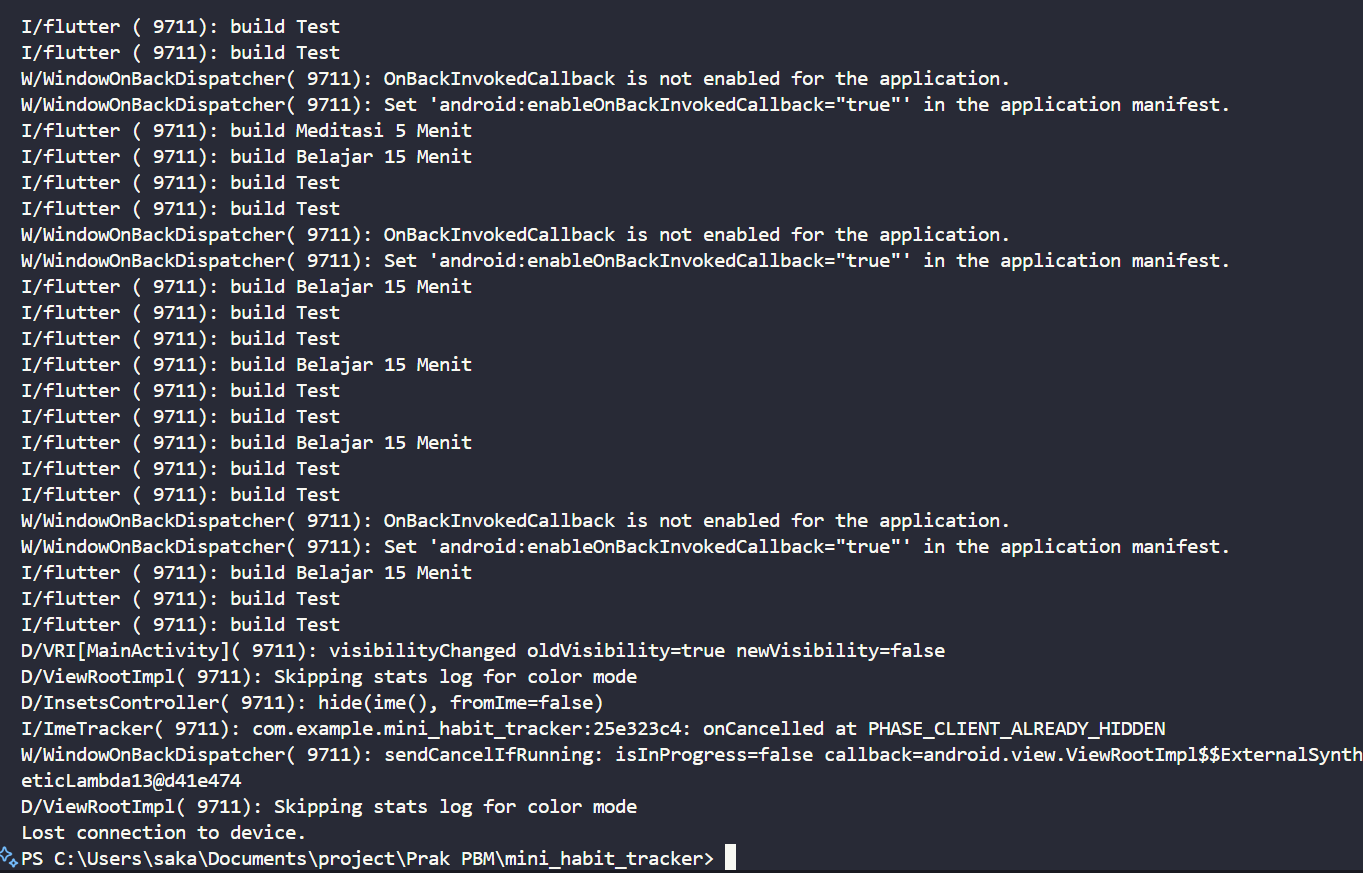 I/flutter ( 9711): build Test
I/flutter ( 9711): build Test
W/WindowOnBackDispatcher( 9711): OnBackInvokedCallback is not enabled for the application.
W/WindowOnBackDispatcher( 9711): Set 'android:enableOnBackInvokedCallback="true"' in the application manifest.
I/flutter ( 9711): build Meditasi 5 Menit
I/flutter ( 9711): build Belajar 15 Menit
I/flutter ( 9711): build Test
I/flutter ( 9711): build Test
W/WindowOnBackDispatcher( 9711): OnBackInvokedCallback is not enabled for the application.
W/WindowOnBackDispatcher( 9711): Set 'android:enableOnBackInvokedCallback="true"' in the application manifest.
I/flutter ( 9711): build Belajar 15 Menit
I/flutter ( 9711): build Test
I/flutter ( 9711): build Test
I/flutter ( 9711): build Belajar 15 Menit
I/flutter ( 9711): build Test
I/flutter ( 9711): build Test
I/flutter ( 9711): build Belajar 15 Menit
I/flutter ( 9711): build Test
I/flutter ( 9711): build Test
W/WindowOnBackDispatcher( 9711): OnBackInvokedCallback is not enabled for the application.
W/WindowOnBackDispatcher( 9711): Set 'android:enableOnBackInvokedCallback="true"' in the application manifest.
I/flutter ( 9711): build Belajar 15 Menit
I/flutter ( 9711): build Test
I/flutter ( 9711): build Test
D/VRI[MainActivity]( 9711): visibilityChanged oldVisibility=true newVisibility=false
D/ViewRootImpl( 9711): Skipping stats log for color mode
D/InsetsController( 9711): hide(ime(), fromIme=false)
I/ImeTracker( 9711): com.example.mini_habit_tracker:25e323c4: onCancelled at PHASE_CLIENT_ALREADY_HIDDEN
W/WindowOnBackDispatcher( 9711): sendCancelIfRunning: isInProgress=false callback=android.view.ViewRootImpl$$ExternalSynth
eticLambda13@d41e474
D/ViewRootImpl( 9711): Skipping stats log for color mode
Lost connection to device.
PS C:\Users\saka\Documents\project\Prak PBM\mini_habit_tracker>